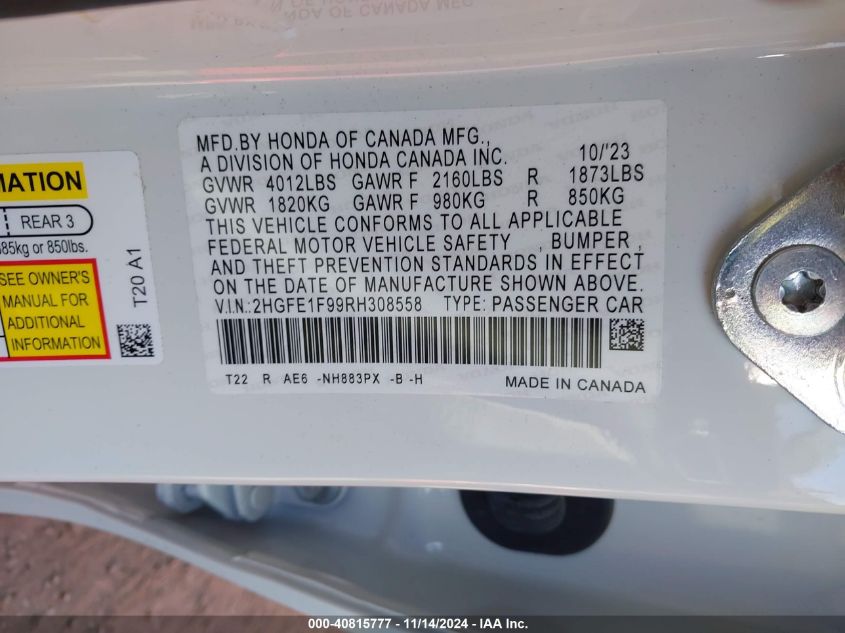 MFD.BY HONDA OF CANADA MFG.,
A DIVISION OF HONDA CANADA INC. 10/'23
GVWR 4012LBS GAWR F 2160LBS R 1873LBS
GVWR 1820KG GAWR F 980KG R 850KG
THIS VEHICLE CONFORMS TO ALL APPLICABLE
FEDERAL MOTOR VEHICLE SAFETY , BUMPER ,
AND THEFT PREVENTION STANDARDS IN EFFECT
ON THE DATE OF MANUFACTURE SHOWN ABOVE.
V.I.N.:2HGFE1F99RH308558 TYPE: PASSENGER CAR
T22 R AE6 -NH883PX -B -H MADE IN CANADA
MATION
REAR 3
385kg or 850lbs.
SEE OWNER'S
MANUAL FOR
ADDITIONAL
INFORMATION
T20 A1
000-40815777 - 11/14/2024 - IAA Inc.